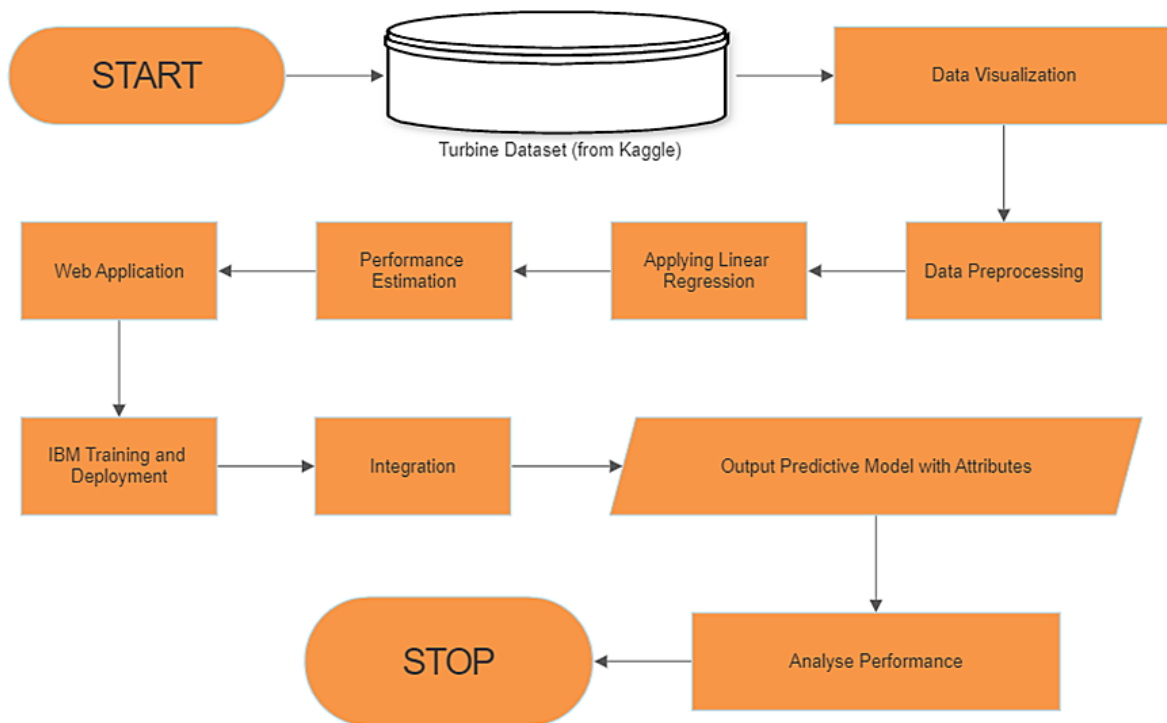 START
Turbine Dataset (from Kaggle)
Data Visualization
Data Preprocessing
Applying Linear
Regression
Performance
Estimation
Web Application
IBM Training and
Deployment
Integration
Output Predictive Model with Attributes
Analyse Performance
STOP